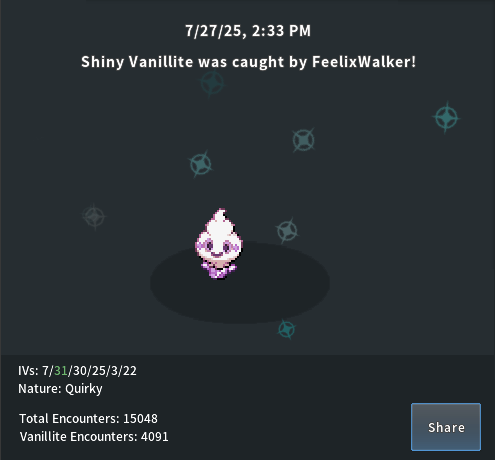 7/27/25, 2:33 PM
Shiny Vanillite was caught by FeelixWalker!
IVs: 7/31/30/25/3/22
Nature: Quirky
Total Encounters: 15048
Vanillite Encounters: 4091
Share